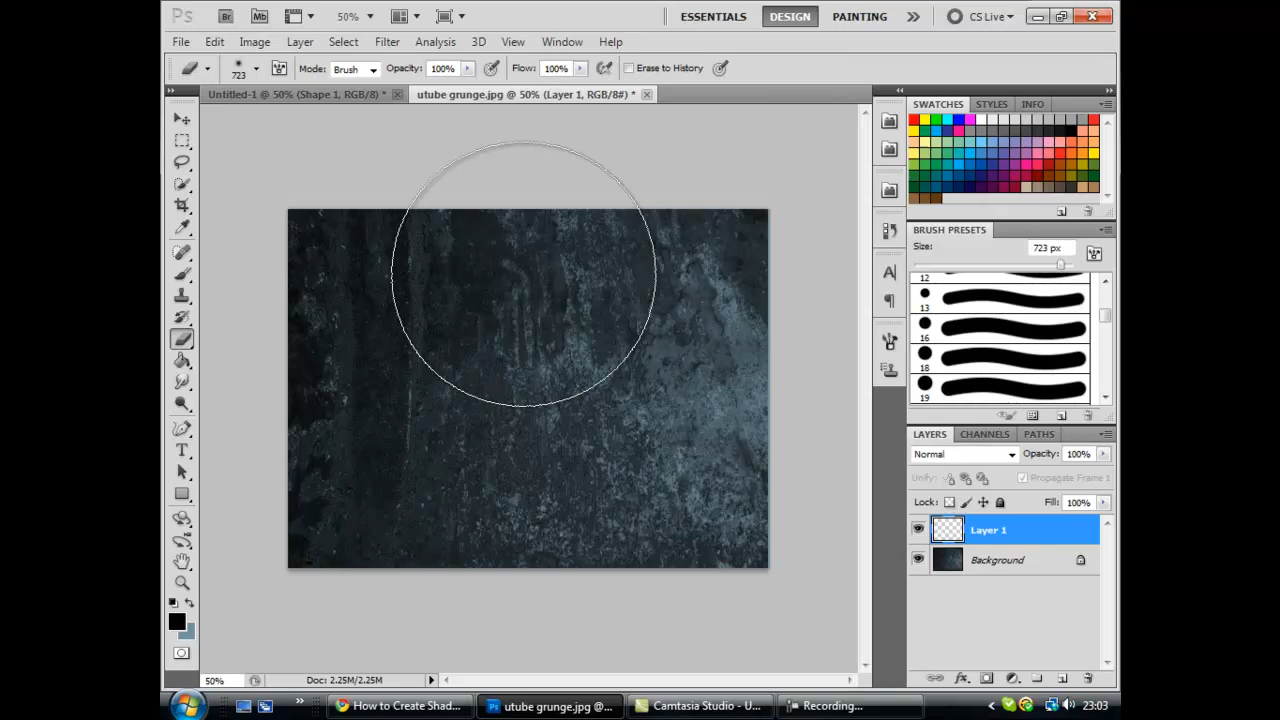 Ps Br Mb 50% ESSENTIALS DESIGN PAINTING CS Live
File Edit Image Layer Select Filter Analysis 3D View Window Help
723 Mode: Brush Opacity: 100% Flow: 100% Erase to History
Untitled-1 @ 50% (Shape 1, RGB/8) * utube grunge.jpg @ 50% (Layer 1, RGB/8#) *
SWATCHES STYLES INFO
BRUSH PRESETS
Size: 723 px
12
13
16
18
19
LAYERS CHANNELS PATHS
Normal Opacity: 100%
Unify: Propagate Frame 1
Lock: Fill: 100%
Layer 1
Background
50% Doc: 2.25M/2.25M
How to Create Shad... utube grunge.jpg @... Camtasia Studio - U... Recording... 23:03